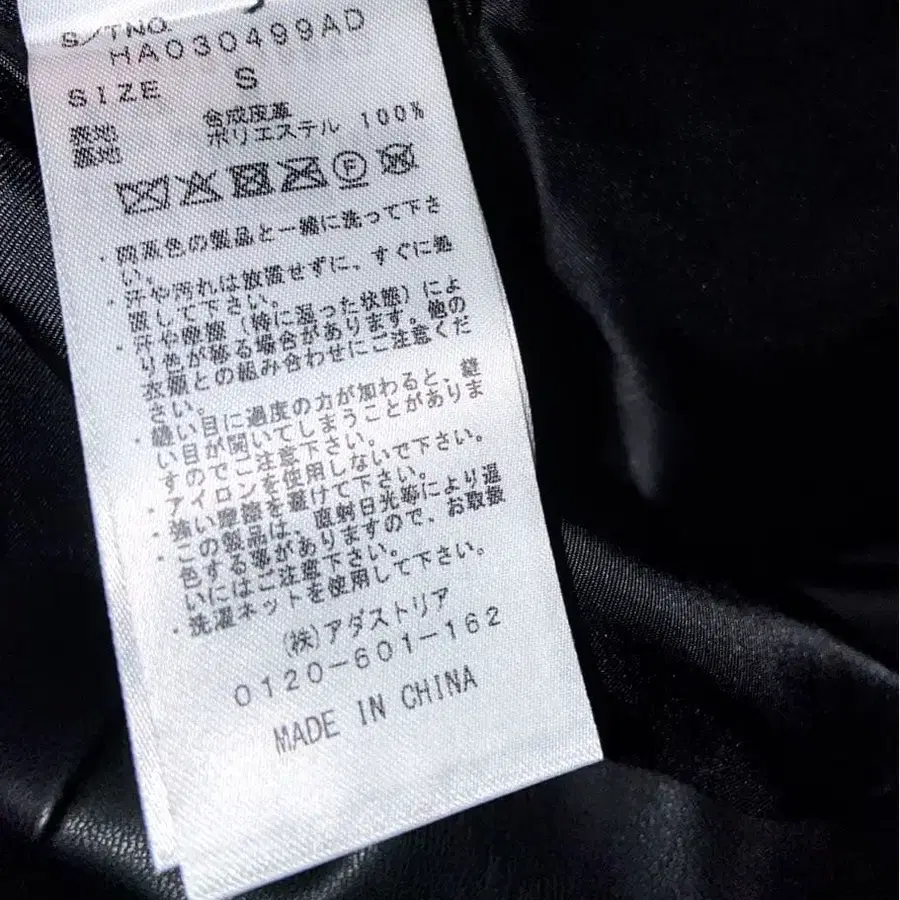 S/TNO.
HA030499AD
SIZE S
表地 合成皮革
裏地 ポリエステル 100%
F W
・同系色の製品と一緒に洗って下さ
い。
・汗や汚れは放置せずに、すぐに処
置して下さい。
・汗や摩擦（特に湿った状態）によ
り色が移る場合があります。他の
衣類との組み合わせにご注意くだ
さい。
・縫い目に過度の力が加わると、縫
い目が開いてしまうことがありま
すのでご注意下さい。
・アイロンを使用しないで下さい。
・強い摩擦を避けて下さい。
・この製品は、直射日光等により退
色する事がありますので、お取扱
いにはご注意下さい。
・洗濯ネットを使用して下さい。
(株)アダストリア
0120-601-162
MADE IN CHINA